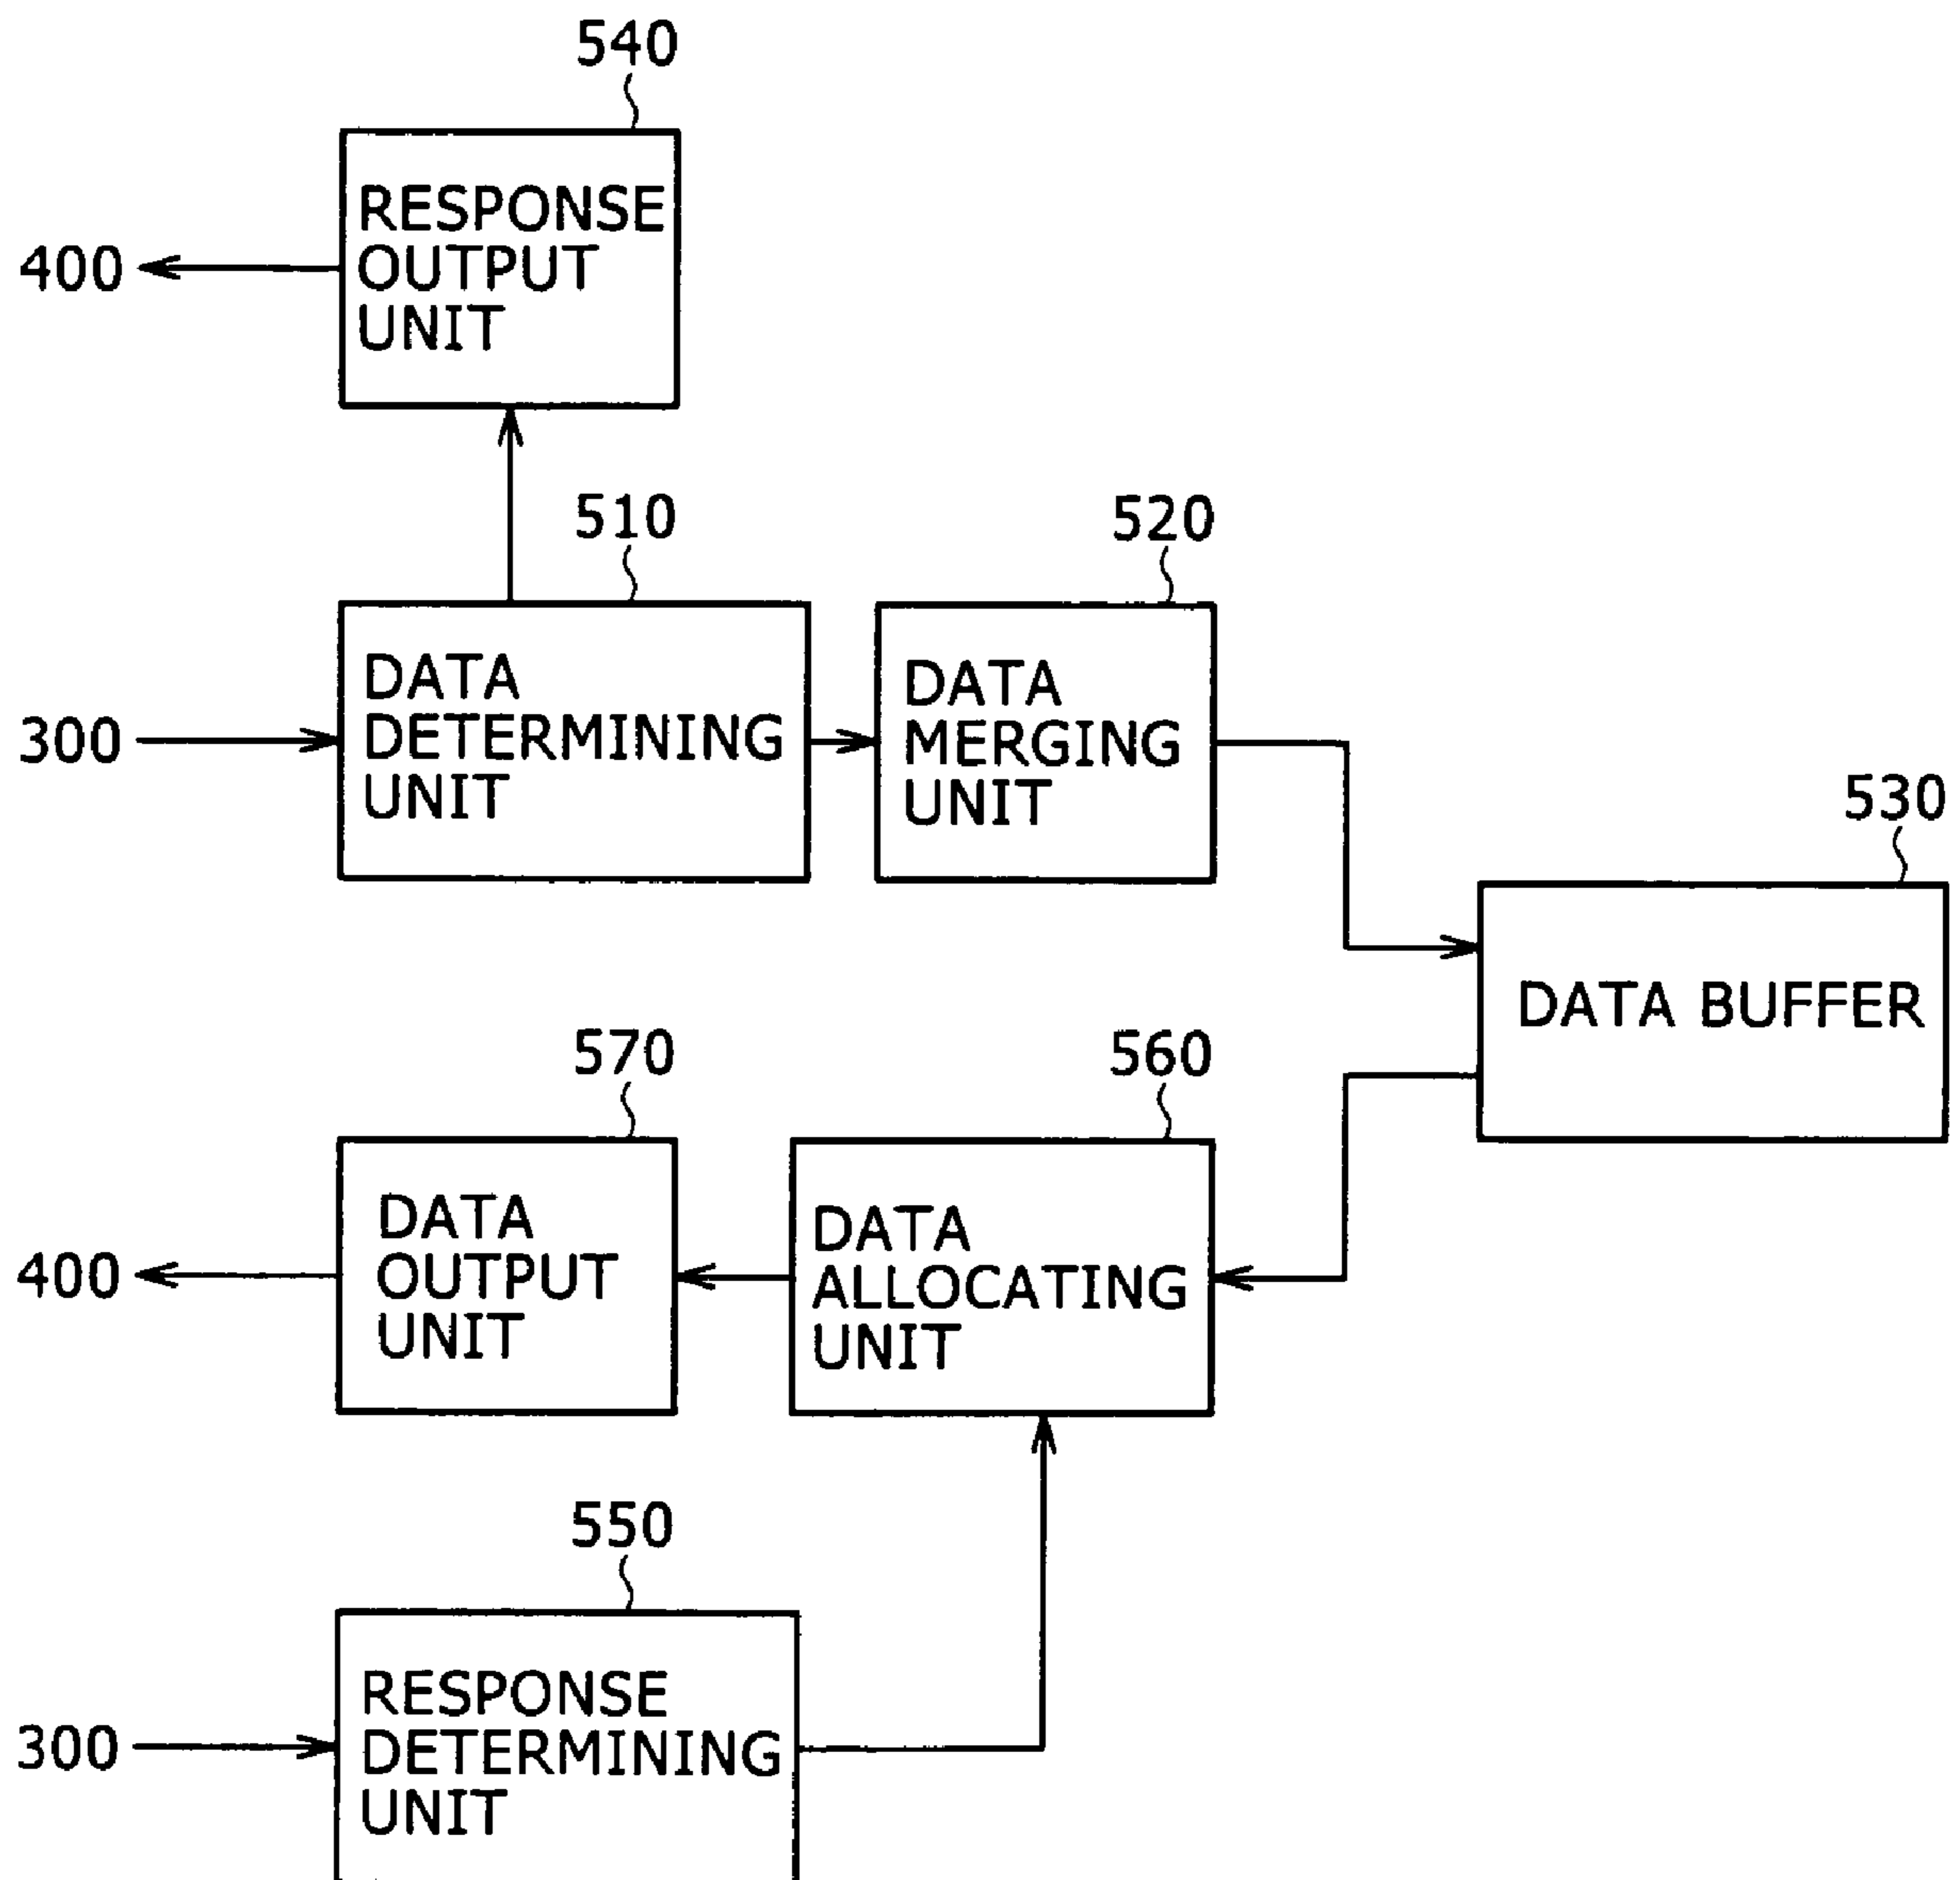 540
RESPONSE
OUTPUT
UNIT
400
510
520
DATA
DETERMINING
UNIT
DATA
MERGING
UNIT
300
530
DATA BUFFER
570
560
DATA
OUTPUT
UNIT
DATA
ALLOCATING
UNIT
400
550
RESPONSE
DETERMINING
UNIT
300